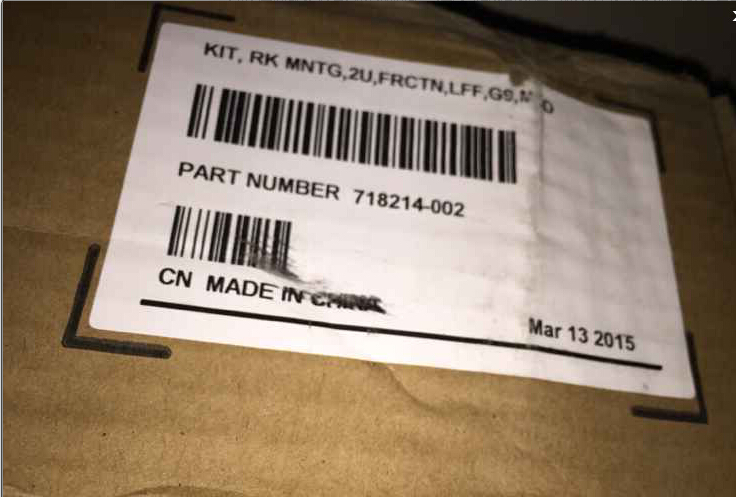 KIT, RK MNTG,2U,FRCTN,LFF,G9,
PART NUMBER 718214-002
CN MADE IN CHINA
Mar 13 2015